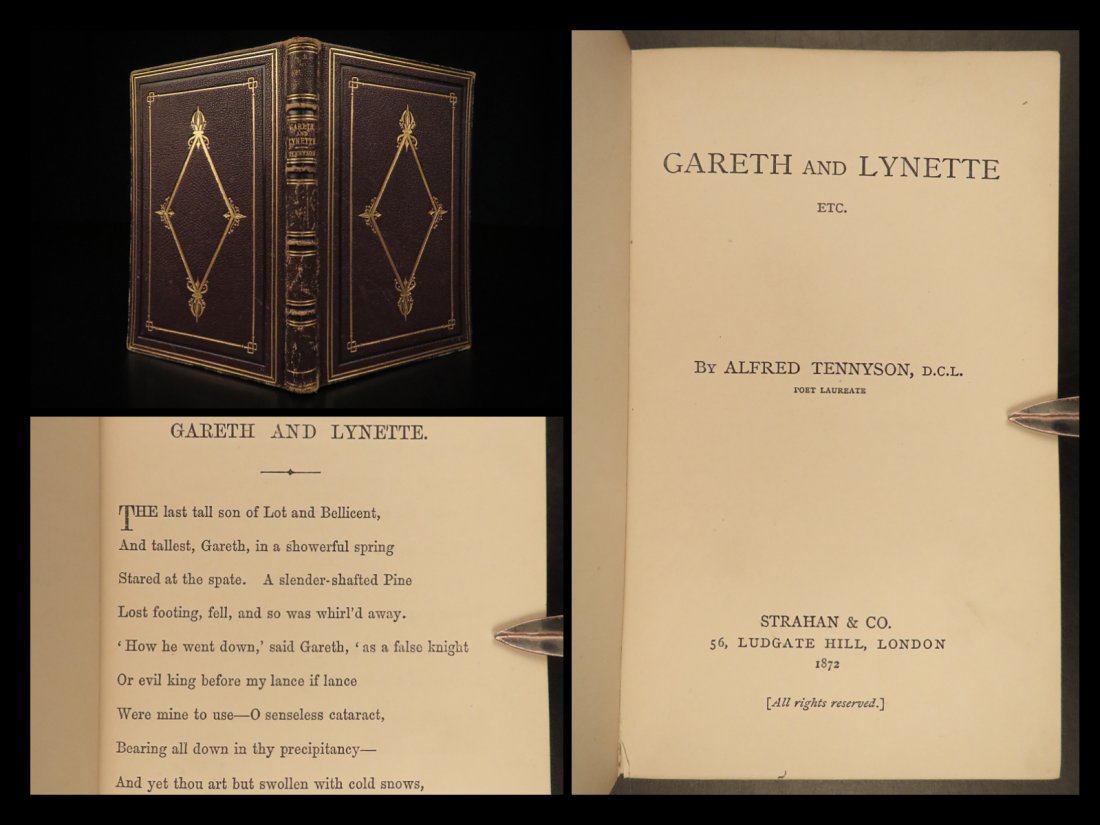 GARETH
AND
LYNETTE
TENNYSON
GARETH AND LYNETTE.
THE last tall son of Lot and Bellicent,
And tallest, Gareth, in a showerful spring
Stared at the spate. A slender-shafted Pine
Lost footing, fell, and so was whirl'd away.
‘How he went down,’ said Gareth, ‘as a false knight
Or evil king before my lance if lance
Were mine to use—O senseless cataract,
Bearing all down in thy precipitancy—
And yet thou art but swollen with cold snows,
GARETH AND LYNETTE
ETC.
BY ALFRED TENNYSON, D.C.L.
POET LAUREATE
STRAHAN & CO.
56, LUDGATE HILL, LONDON
1872
[All rights reserved.]